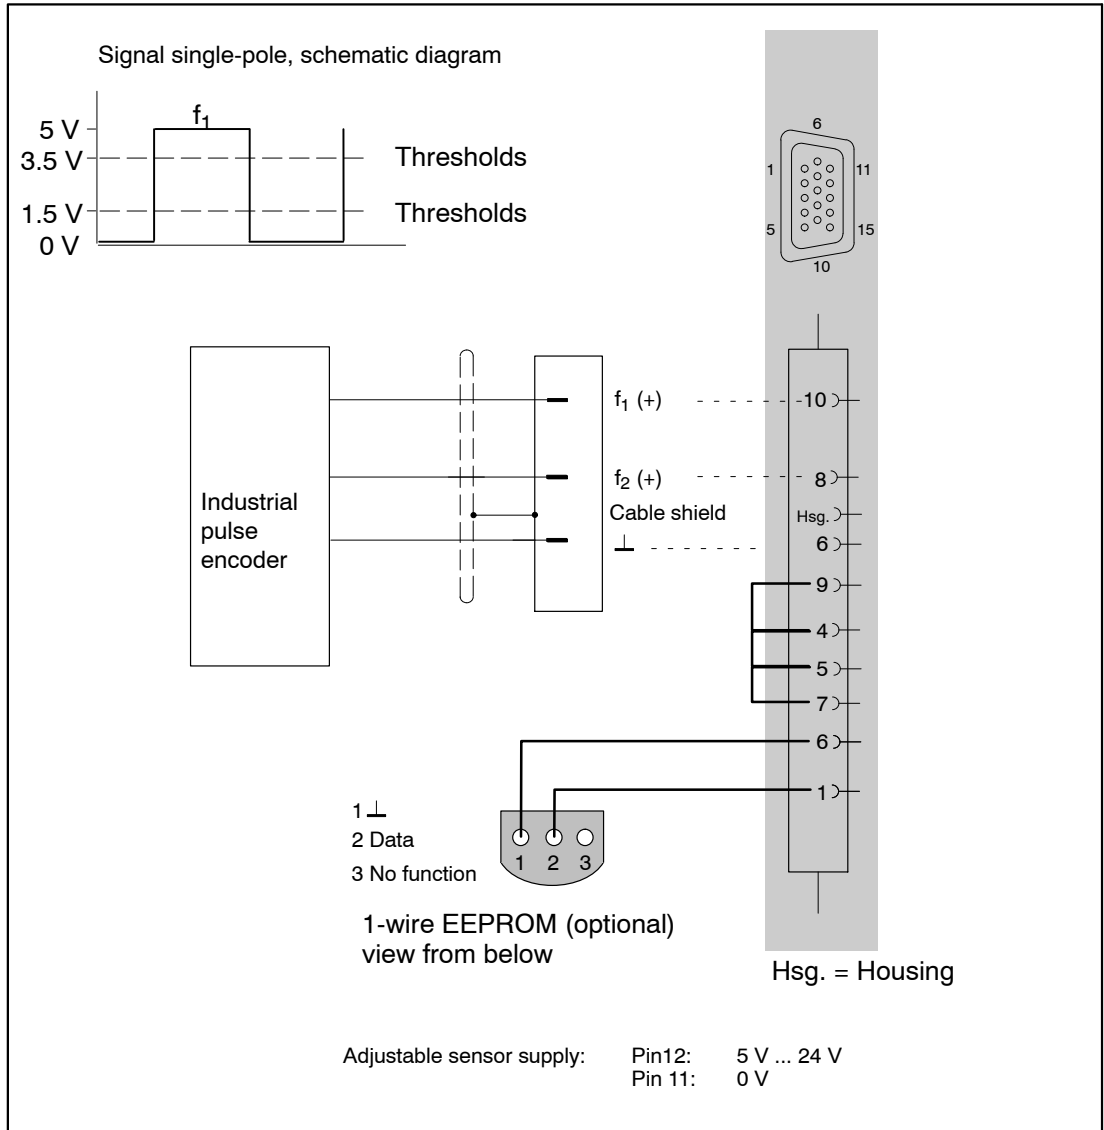 Signal single-pole, schematic diagram
f1
5 V
3.5 V
Thresholds
1.5 V
Thresholds
0 V
6
1
11
5
15
10
Industrial
pulse
encoder
f1 (+)
10
f2 (+)
8
Cable shield
Hsg.
6
9
4
5
7
6
1
1 ⊥
2 Data
3 No function
1 2 3
1-wire EEPROM (optional)
view from below
Hsg. = Housing
Adjustable sensor supply: Pin12: 5 V ... 24 V
Pin 11: 0 V